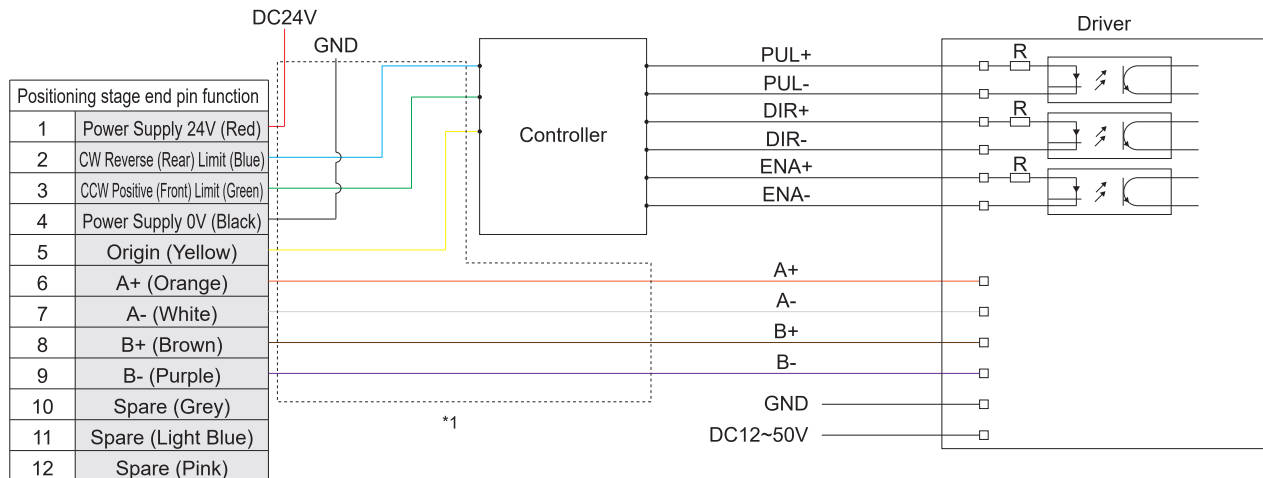 DC24V
GND
Positioning stage end pin function
1 Power Supply 24V (Red)
2 CW Reverse (Rear) Limit (Blue)
3 CCW Positive (Front) Limit (Green)
4 Power Supply 0V (Black)
5 Origin (Yellow)
6 A+ (Orange)
7 A- (White)
8 B+ (Brown)
9 B- (Purple)
10 Spare (Grey)
11 Spare (Light Blue)
12 Spare (Pink)
*1
Controller
PUL+
PUL-
DIR+
DIR-
ENA+
ENA-
A+
A-
B+
B-
GND
DC12~50V
Driver
R
R
R